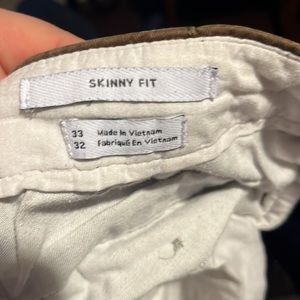 SKINNY FIT
33 Made In Vietnam
32 Fabriqué En Vietnam